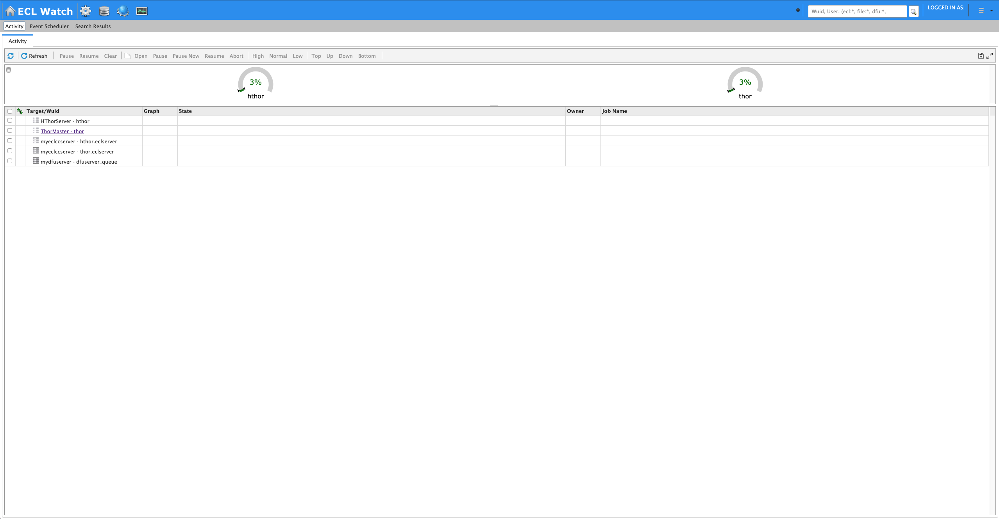 ECL Watch
Wuid, User, (ecl:*, file:*, dfu:*,
LOGGED IN AS:
Activity Event Scheduler Search Results
Activity
Refresh Pause Resume Clear Open Pause Pause Now Resume Abort High Normal Low Top Up Down Bottom
3% 3%
hthor thor
Target/Wuid Graph State Owner Job Name
HThorServer - hthor
ThorMaster - thor
myeclccserver - hthor.eclserver
myeclccserver - thor.eclserver
mydfuserver - dfuserver_queue